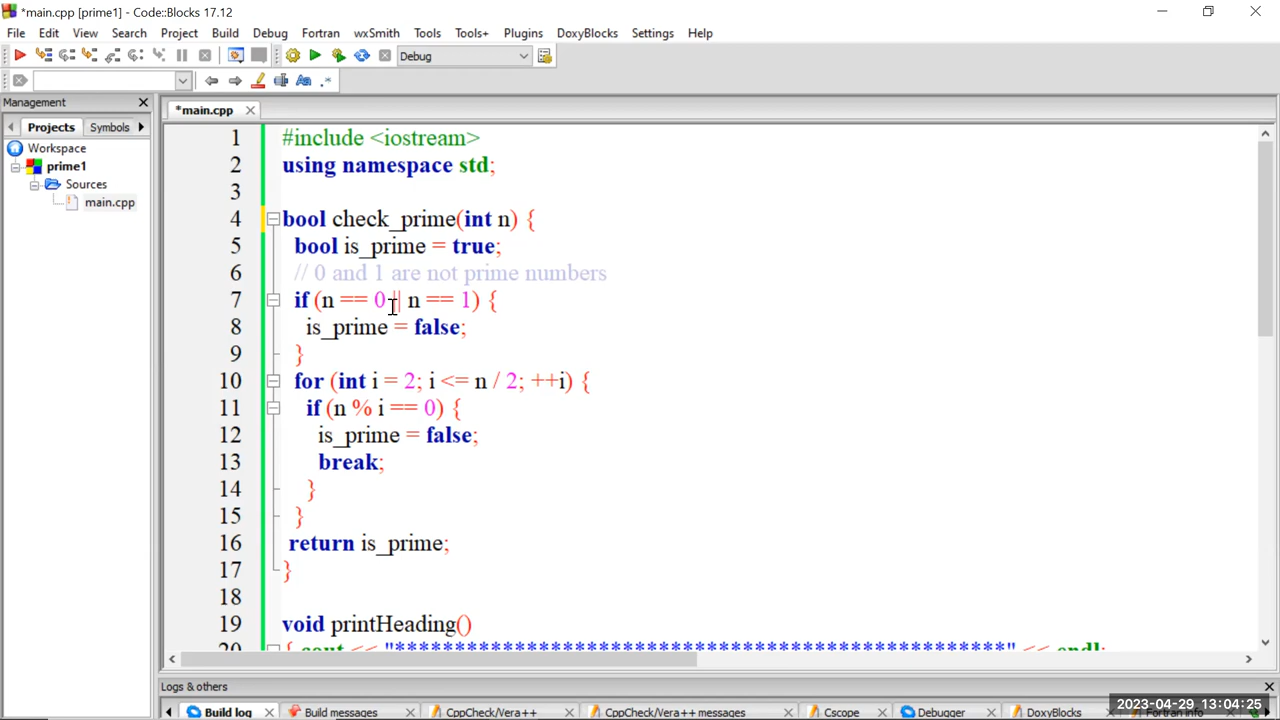 *main.cpp [prime1] - Code::Blocks 17.12
File Edit View Search Project Build Debug Fortran wxSmith Tools Tools+ Plugins DoxyBlocks Settings Help
Debug
Management
*main.cpp
Projects Symbols
Workspace
prime1
Sources
main.cpp
1 #include <iostream>
2 using namespace std;
3
4 bool check_prime(int n) {
5 bool is_prime = true;
6 // 0 and 1 are not prime numbers
7 if (n == 0 || n == 1) {
8 is_prime = false;
9 }
10 for (int i = 2; i <= n / 2; ++i) {
11 if (n % i == 0) {
12 is_prime = false;
13 break;
14 }
15 }
16 return is_prime;
17 }
18
19 void printHeading()
20 { cout << "****************************************************" << endl;
Logs & others
Build log Build messages CppCheck/Vera++ CppCheck/Vera++ messages Cscope Debugger DoxyBlocks Fortran info
2023-04-29 13:04:25